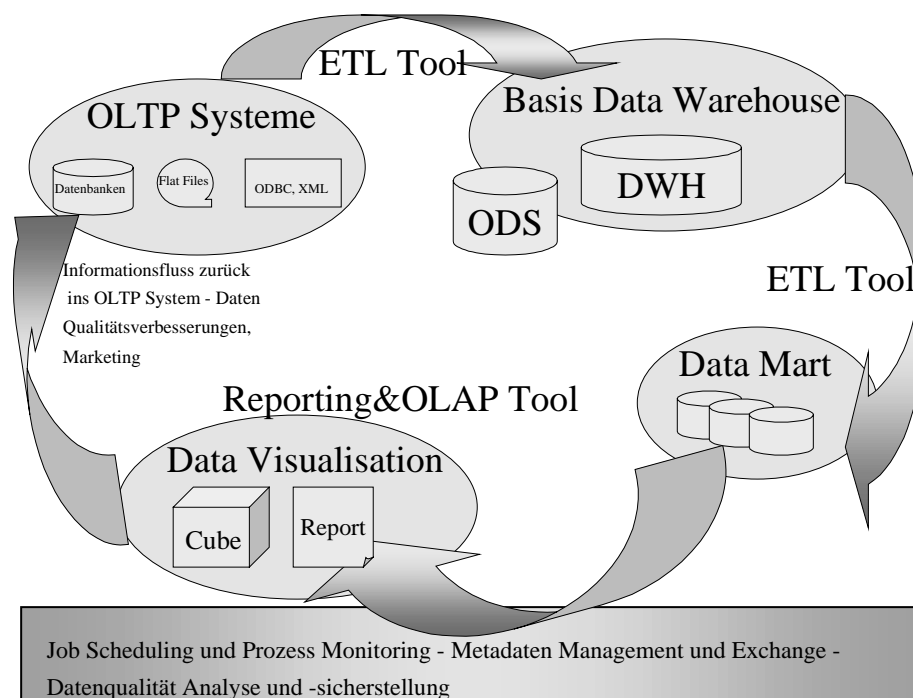 ETL Tool
OLTP Systeme
Datenbanken
Flat Files
ODBC, XML
Basis Data Warehouse
DWH
ODS
Informationsfluss zurück
ins OLTP System - Daten
Qualitätsverbesserungen,
Marketing
ETL Tool
Data Mart
Reporting&OLAP Tool
Data Visualisation
Cube
Report
Job Scheduling und Prozess Monitoring - Metadaten Management und Exchange -
Datenqualität Analyse und -sicherstellung